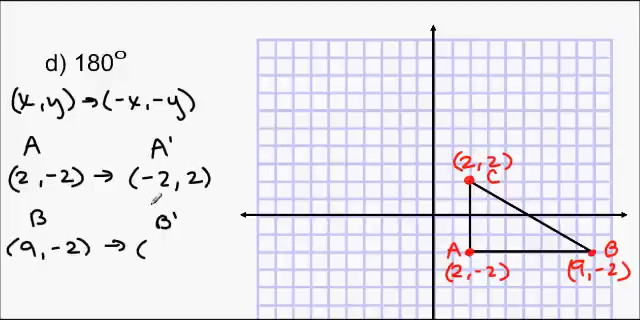 d) 180°
(x,y)→(-x,-y)
A A'
(2,-2) → (-2,2)
B B'
(9,-2) → (
(2,2)
C
A B
(2,-2) (9,-2)